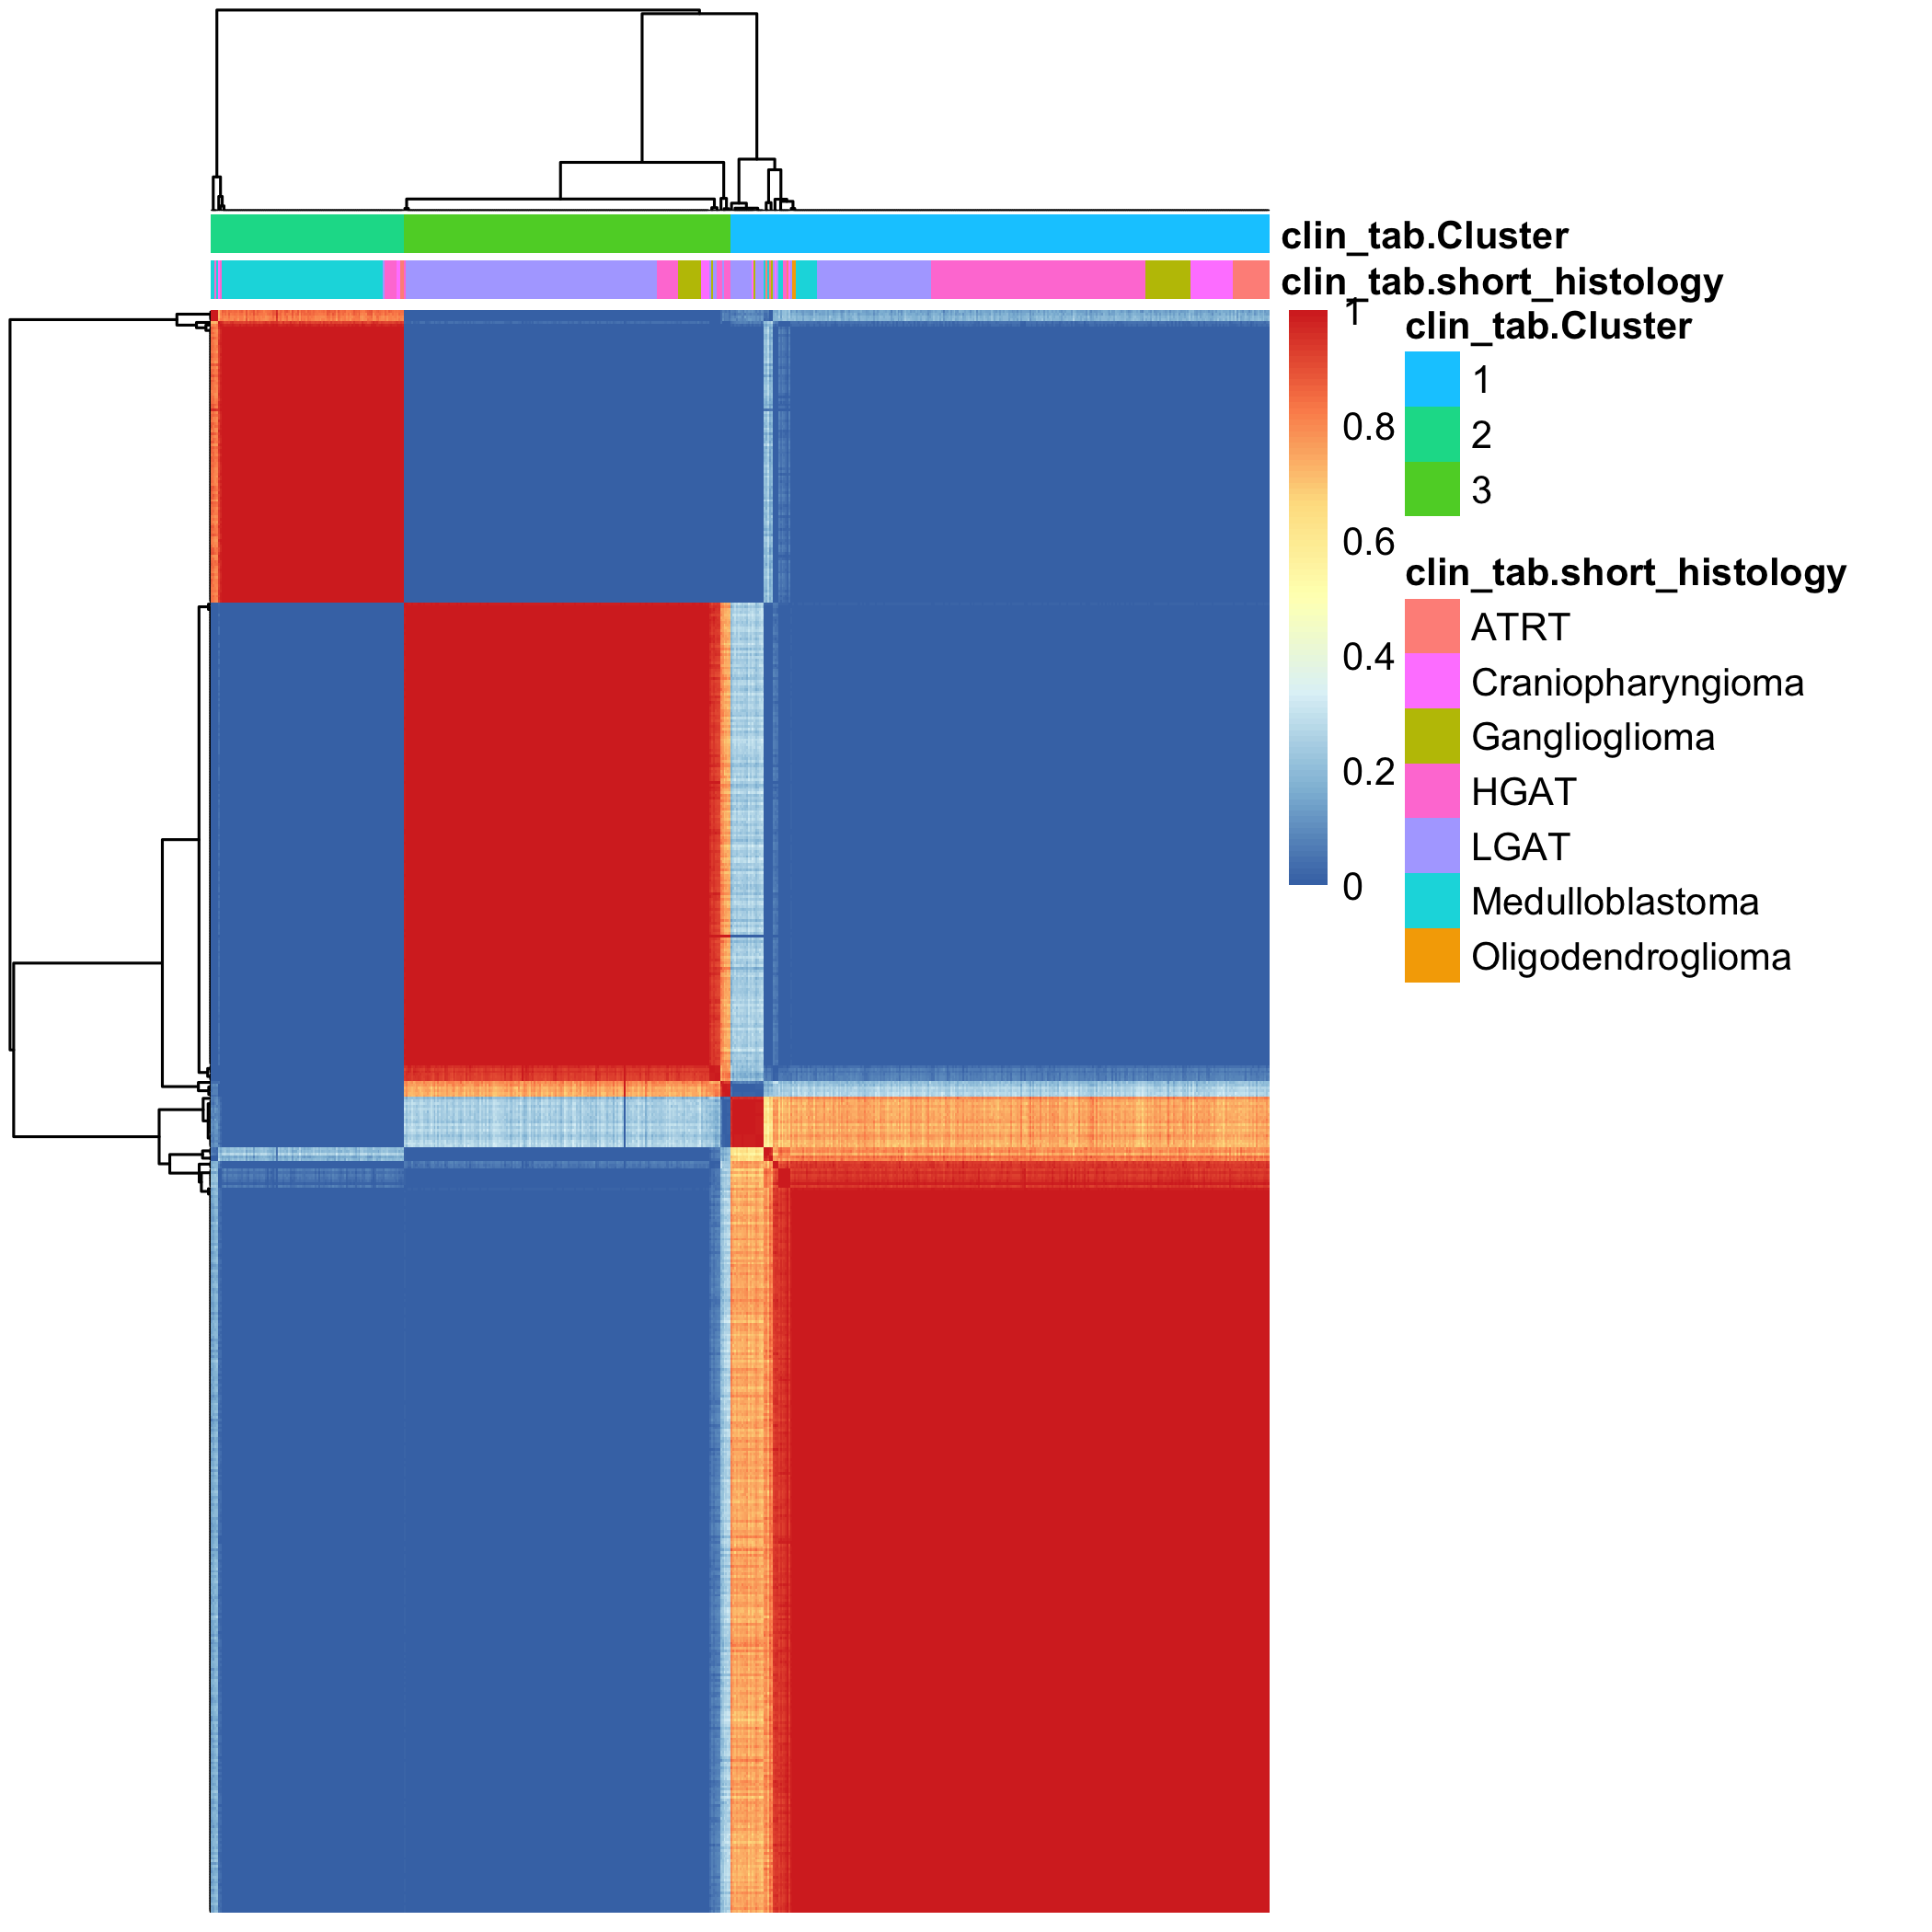 clin_tab.Cluster
clin_tab.short_histology
1
0.8
0.6
0.4
0.2
0
clin_tab.Cluster
1
2
3
clin_tab.short_histology
ATRT
Craniopharyngioma
Ganglioglioma
HGAT
LGAT
Medulloblastoma
Oligodendroglioma